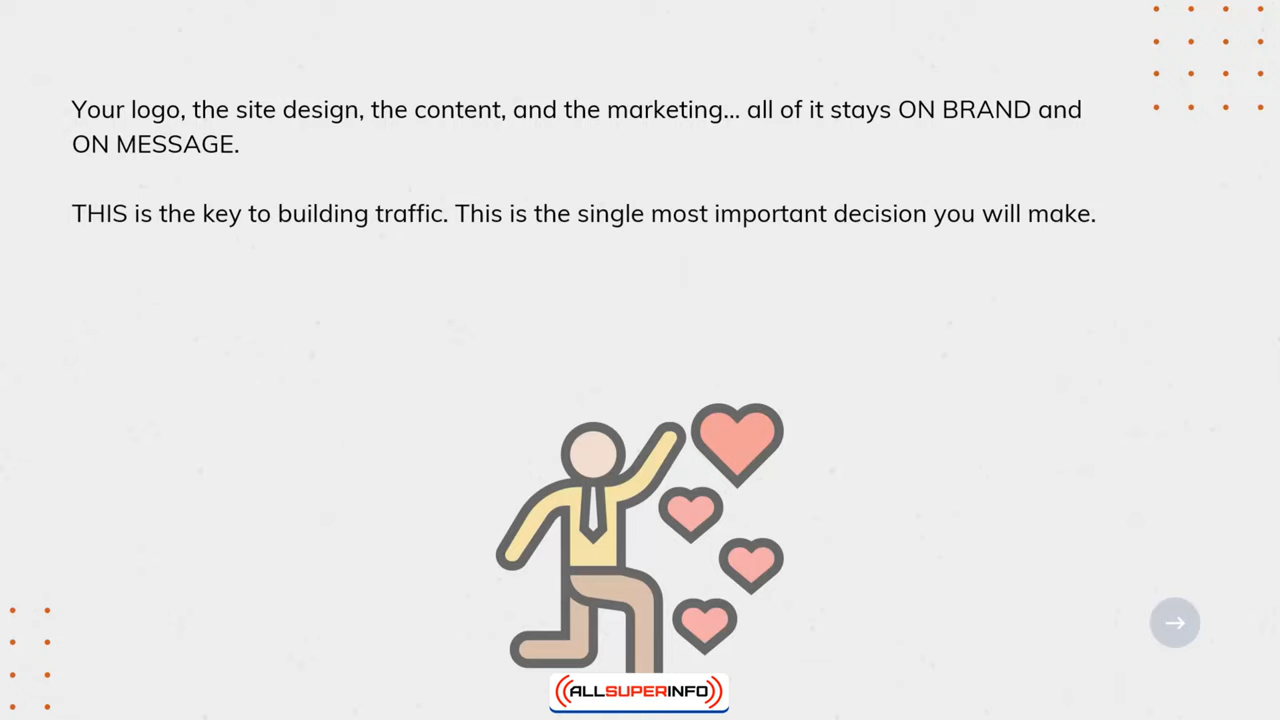 Your logo, the site design, the content, and the marketing... all of it stays ON BRAND and
ON MESSAGE.
THIS is the key to building traffic. This is the single most important decision you will make.
ALLSUPERINFO